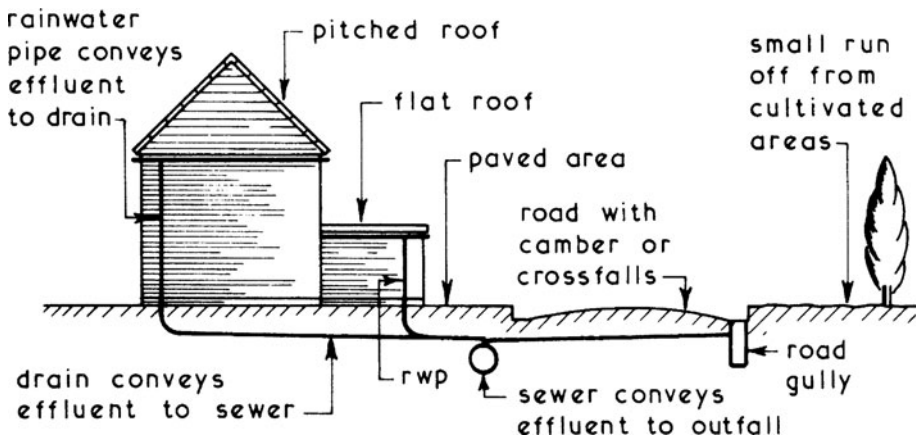 rainwater
pipe conveys
effluent
to drain
pitched roof
flat roof
paved area
road with
camber or
crossfalls
small run
off from
cultivated
areas
drain conveys
effluent to sewer
rwp
sewer conveys
effluent to outfall
road
gully